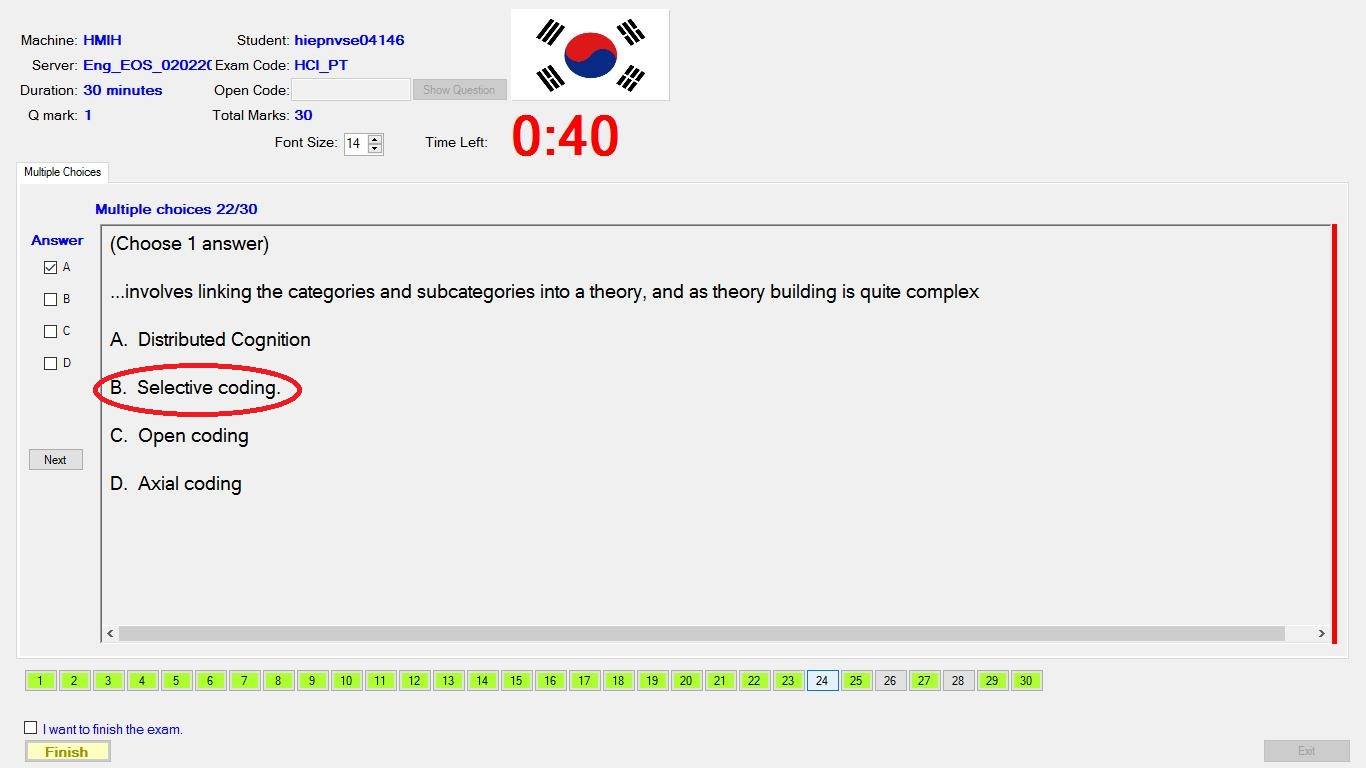 Machine: HMIH Student: hiepnvse04146
Server: Eng_EOS_020220 Exam Code: HCI_PT
Duration: 30 minutes Open Code: Show Question
Q mark: 1 Total Marks: 30
Font Size: 14 Time Left: 0:40
Multiple Choices
Multiple choices 22/30
Answer
(Choose 1 answer)
A
...involves linking the categories and subcategories into a theory, and as theory building is quite complex
B
C
A. Distributed Cognition
D
B. Selective coding.
C. Open coding
Next
D. Axial coding
1 2 3 4 5 6 7 8 9 10 11 12 13 14 15 16 17 18 19 20 21 22 23 24 25 26 27 28 29 30
I want to finish the exam.
Finish Exit